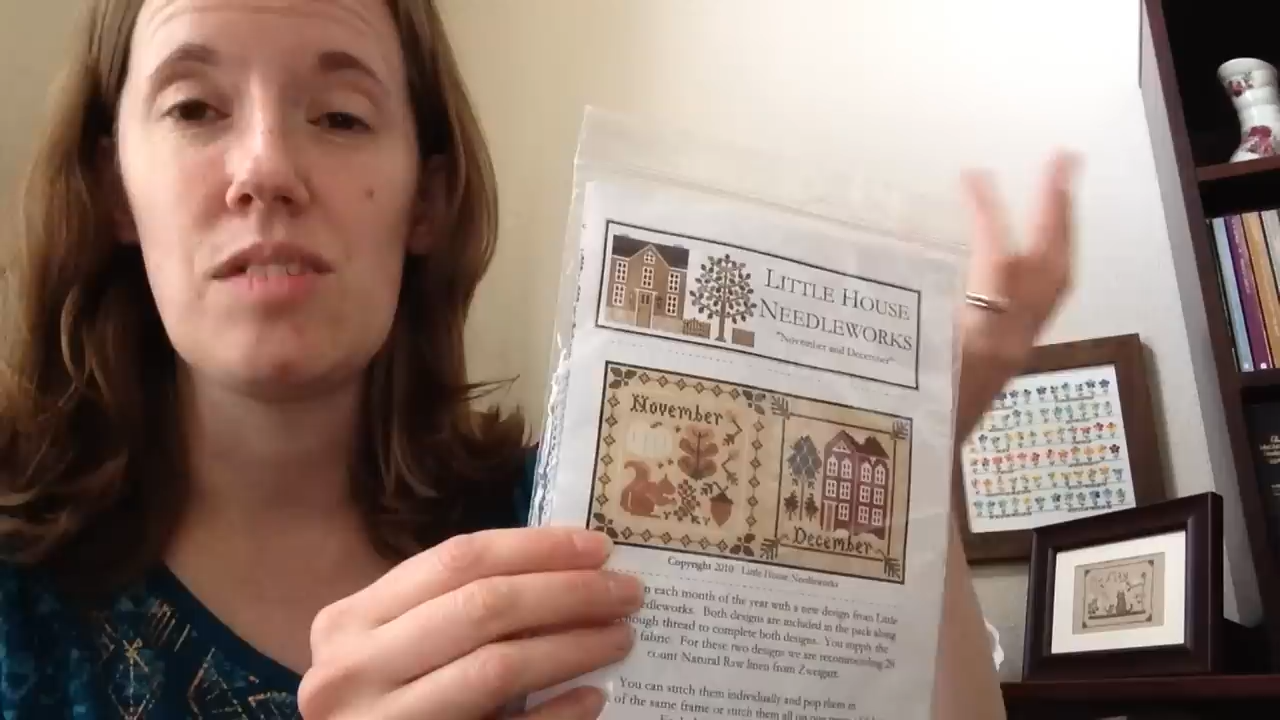 LITTLE HOUSE
NEEDLEWORKS
"November and December"
November
December
Copyright 2010 Little House Needleworks
in each month of the year with a new design from Little
Needleworks. Both designs are included in the pack along
enough thread to complete both designs. You supply the
fabric. For these two designs we are recommending 28
count Natural Raw linen from Zweigart.
You can stitch them individually and pop them in
of the same frame or stitch them all on one